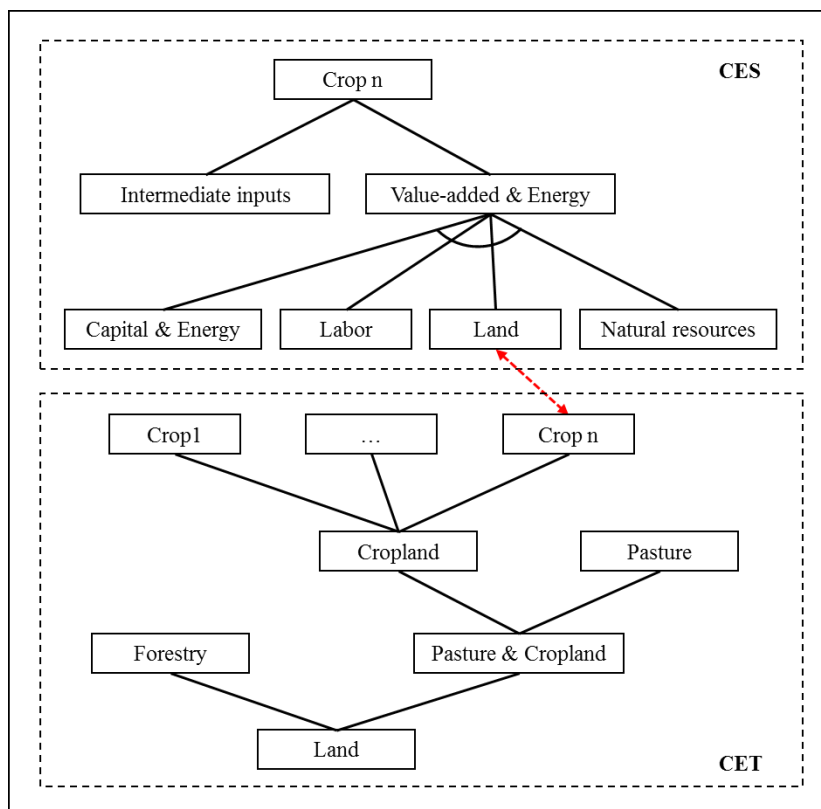 CES
Crop n
Intermediate inputs
Value-added & Energy
Capital & Energy
Labor
Land
Natural resources
Crop1
…
Crop n
Cropland
Pasture
Forestry
Pasture & Cropland
Land
CET